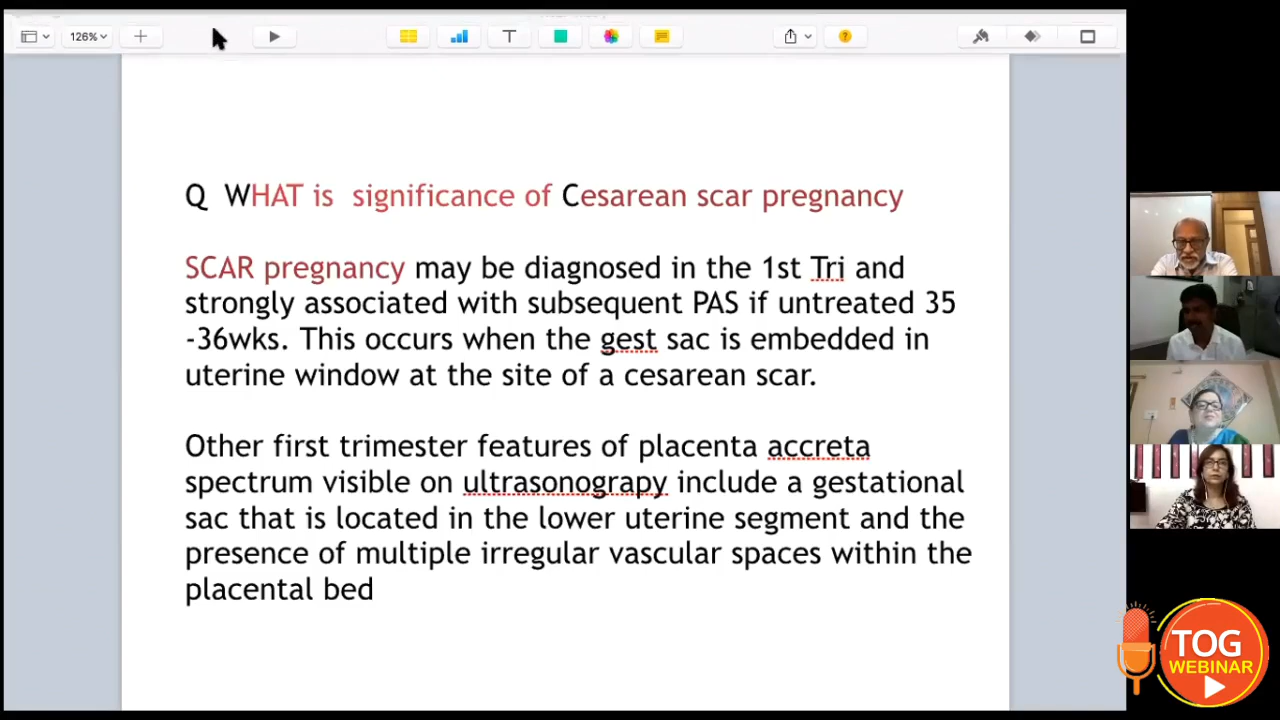 126%
Q WHAT is significance of Cesarean scar pregnancy
SCAR pregnancy may be diagnosed in the 1st Tri and
strongly associated with subsequent PAS if untreated 35
-36wks. This occurs when the gest sac is embedded in
uterine window at the site of a cesarean scar.
Other first trimester features of placenta accreta
spectrum visible on ultrasonograpy include a gestational
sac that is located in the lower uterine segment and the
presence of multiple irregular vascular spaces within the
placental bed
TOG
WEBINAR